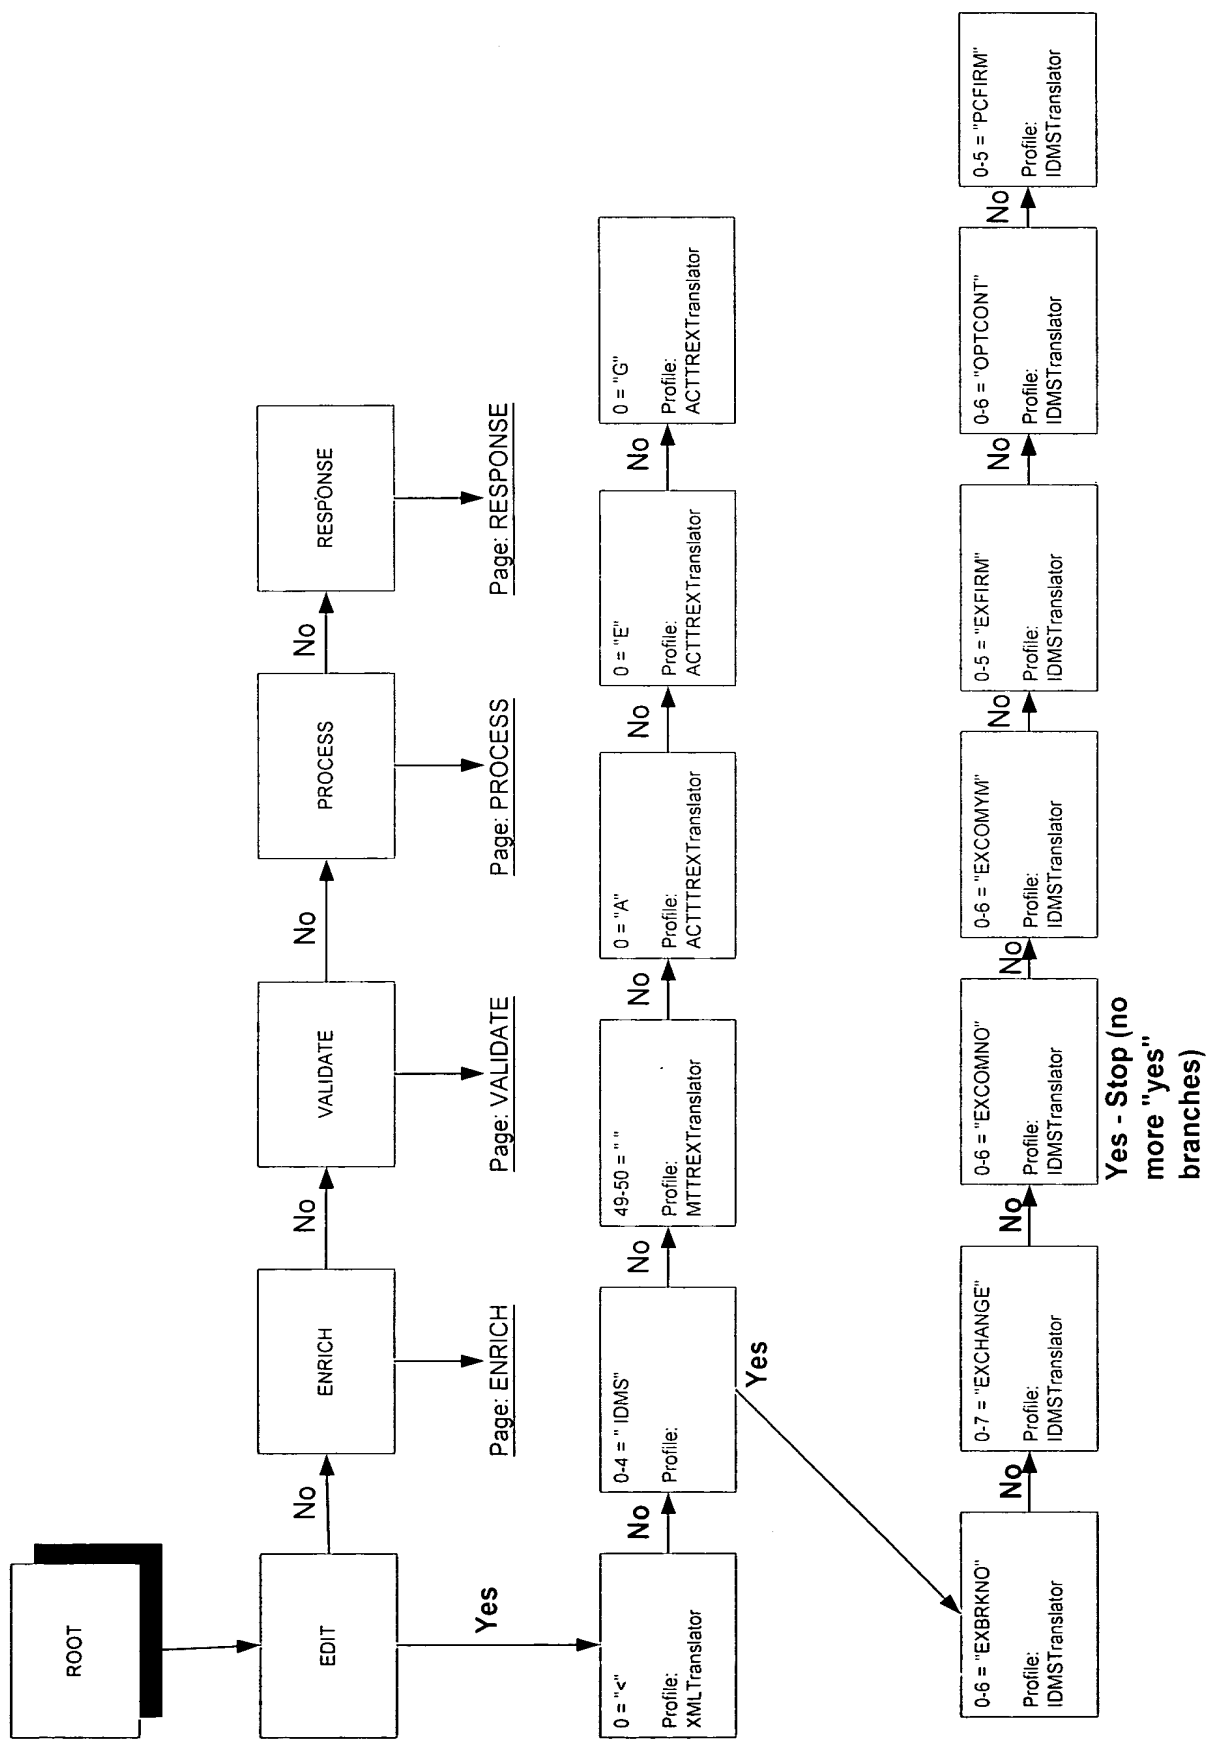 ROOT
EDIT
No
ENRICH
No
VALIDATE
No
PROCESS
No
RESPONSE
Yes
Page: ENRICH
Page: VALIDATE
Page: PROCESS
Page: RESPONSE
0 = "<"
Profile:
XMLTranslator
No
0-4 = " IDMS"
Profile:
No
49-50 = " "
Profile:
MTTREXTranslator
No
0 = "A"
Profile:
ACTTTREXTranslator
No
0 = "E"
Profile:
ACTTREXTranslator
No
0 = "G"
Profile:
ACTTREXTranslator
Yes
0-6 = "EXBRKNO"
Profile:
IDMSTranslator
No
0-7 = "EXCHANGE"
Profile:
IDMSTranslator
No
0-6 = "EXCOMNO"
Profile:
IDMSTranslator
No
0-6 = "EXCOMYM"
Profile:
IDMSTranslator
No
0-5 = "EXFIRM"
Profile:
IDMSTranslator
No
0-6 = "OPTCONT"
Profile:
IDMSTranslator
No
0-5 = "PCFIRM"
Profile:
IDMSTranslator
Yes - Stop (no
more "yes"
branches)